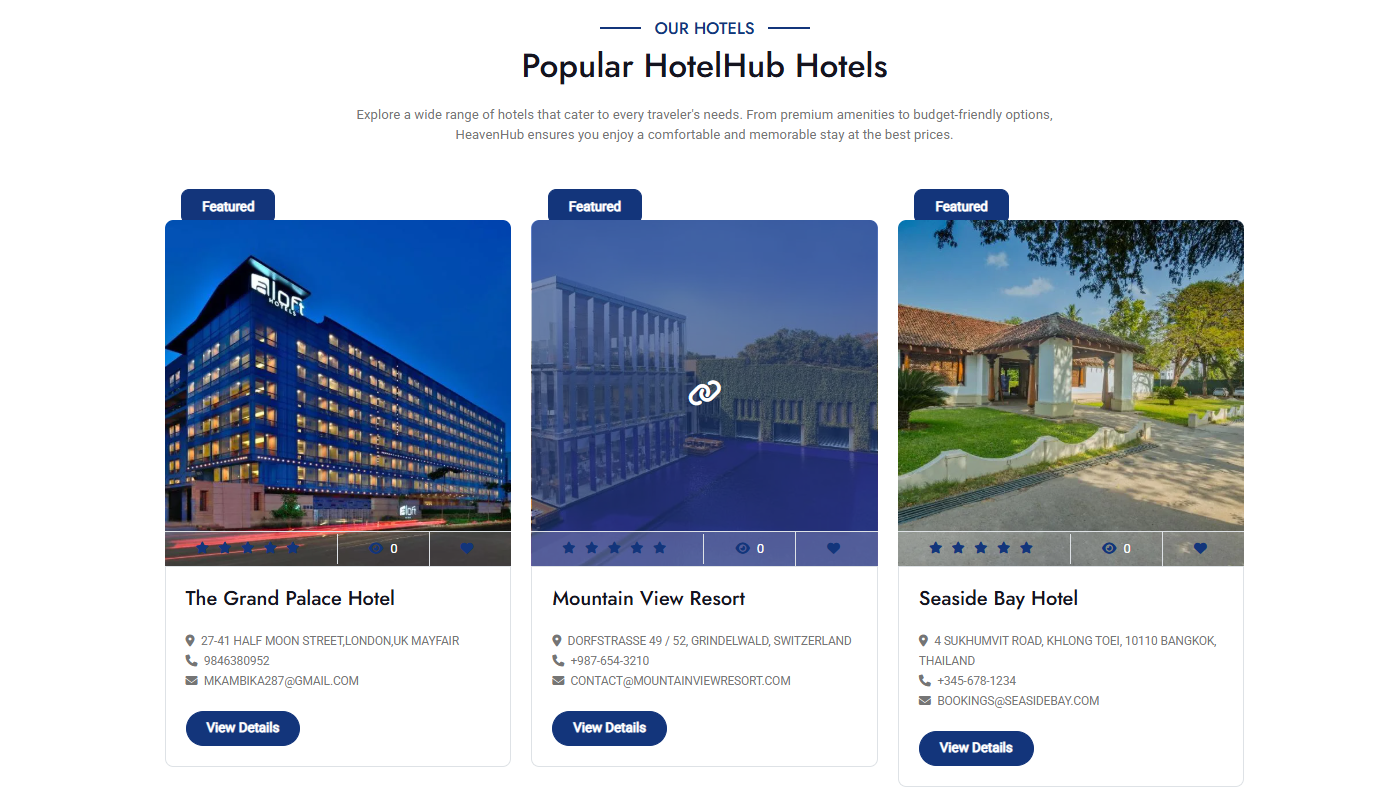 OUR HOTELS
Popular HotelHub Hotels
Explore a wide range of hotels that cater to every traveler's needs. From premium amenities to budget-friendly options,
HeavenHub ensures you enjoy a comfortable and memorable stay at the best prices.
Featured
Featured
Featured
aloft
HOTELS
aloft
0
0
0
The Grand Palace Hotel
27-41 HALF MOON STREET,LONDON,UK MAYFAIR
9846380952
MKAMBIKA287@GMAIL.COM
View Details
Mountain View Resort
DORFSTRASSE 49 / 52, GRINDELWALD, SWITZERLAND
+987-654-3210
CONTACT@MOUNTAINVIEWRESORT.COM
View Details
Seaside Bay Hotel
4 SUKHUMVIT ROAD, KHLONG TOEI, 10110 BANGKOK,
THAILAND
+345-678-1234
BOOKINGS@SEASIDEBAY.COM
View Details